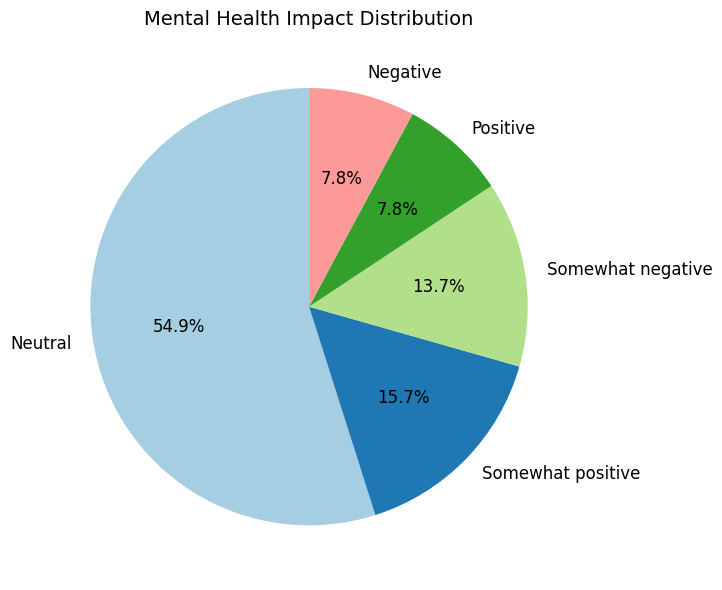 Mental Health Impact Distribution
Negative
Positive
7.8%
7.8%
Somewhat negative
13.7%
54.9%
Neutral
15.7%
Somewhat positive